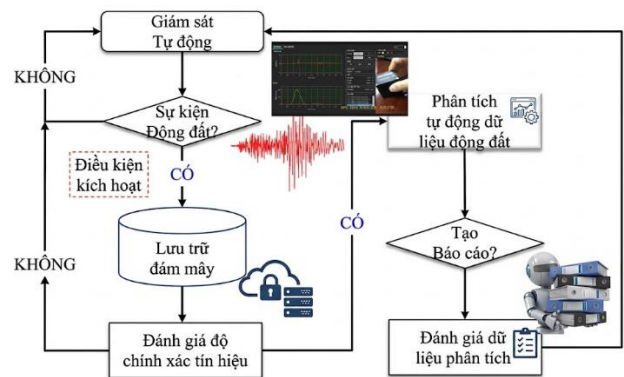 Giám sát
Tự động
KHÔNG
Sự kiện
Động đất?
Điều kiện
kích hoạt
CÓ
Lưu trữ
đám mây
KHÔNG
Đánh giá độ
chính xác tín hiệu
CÓ
Phân tích
tự động dữ
liệu động đất
Tạo
Báo cáo?
Đánh giá dữ
liệu phân tích